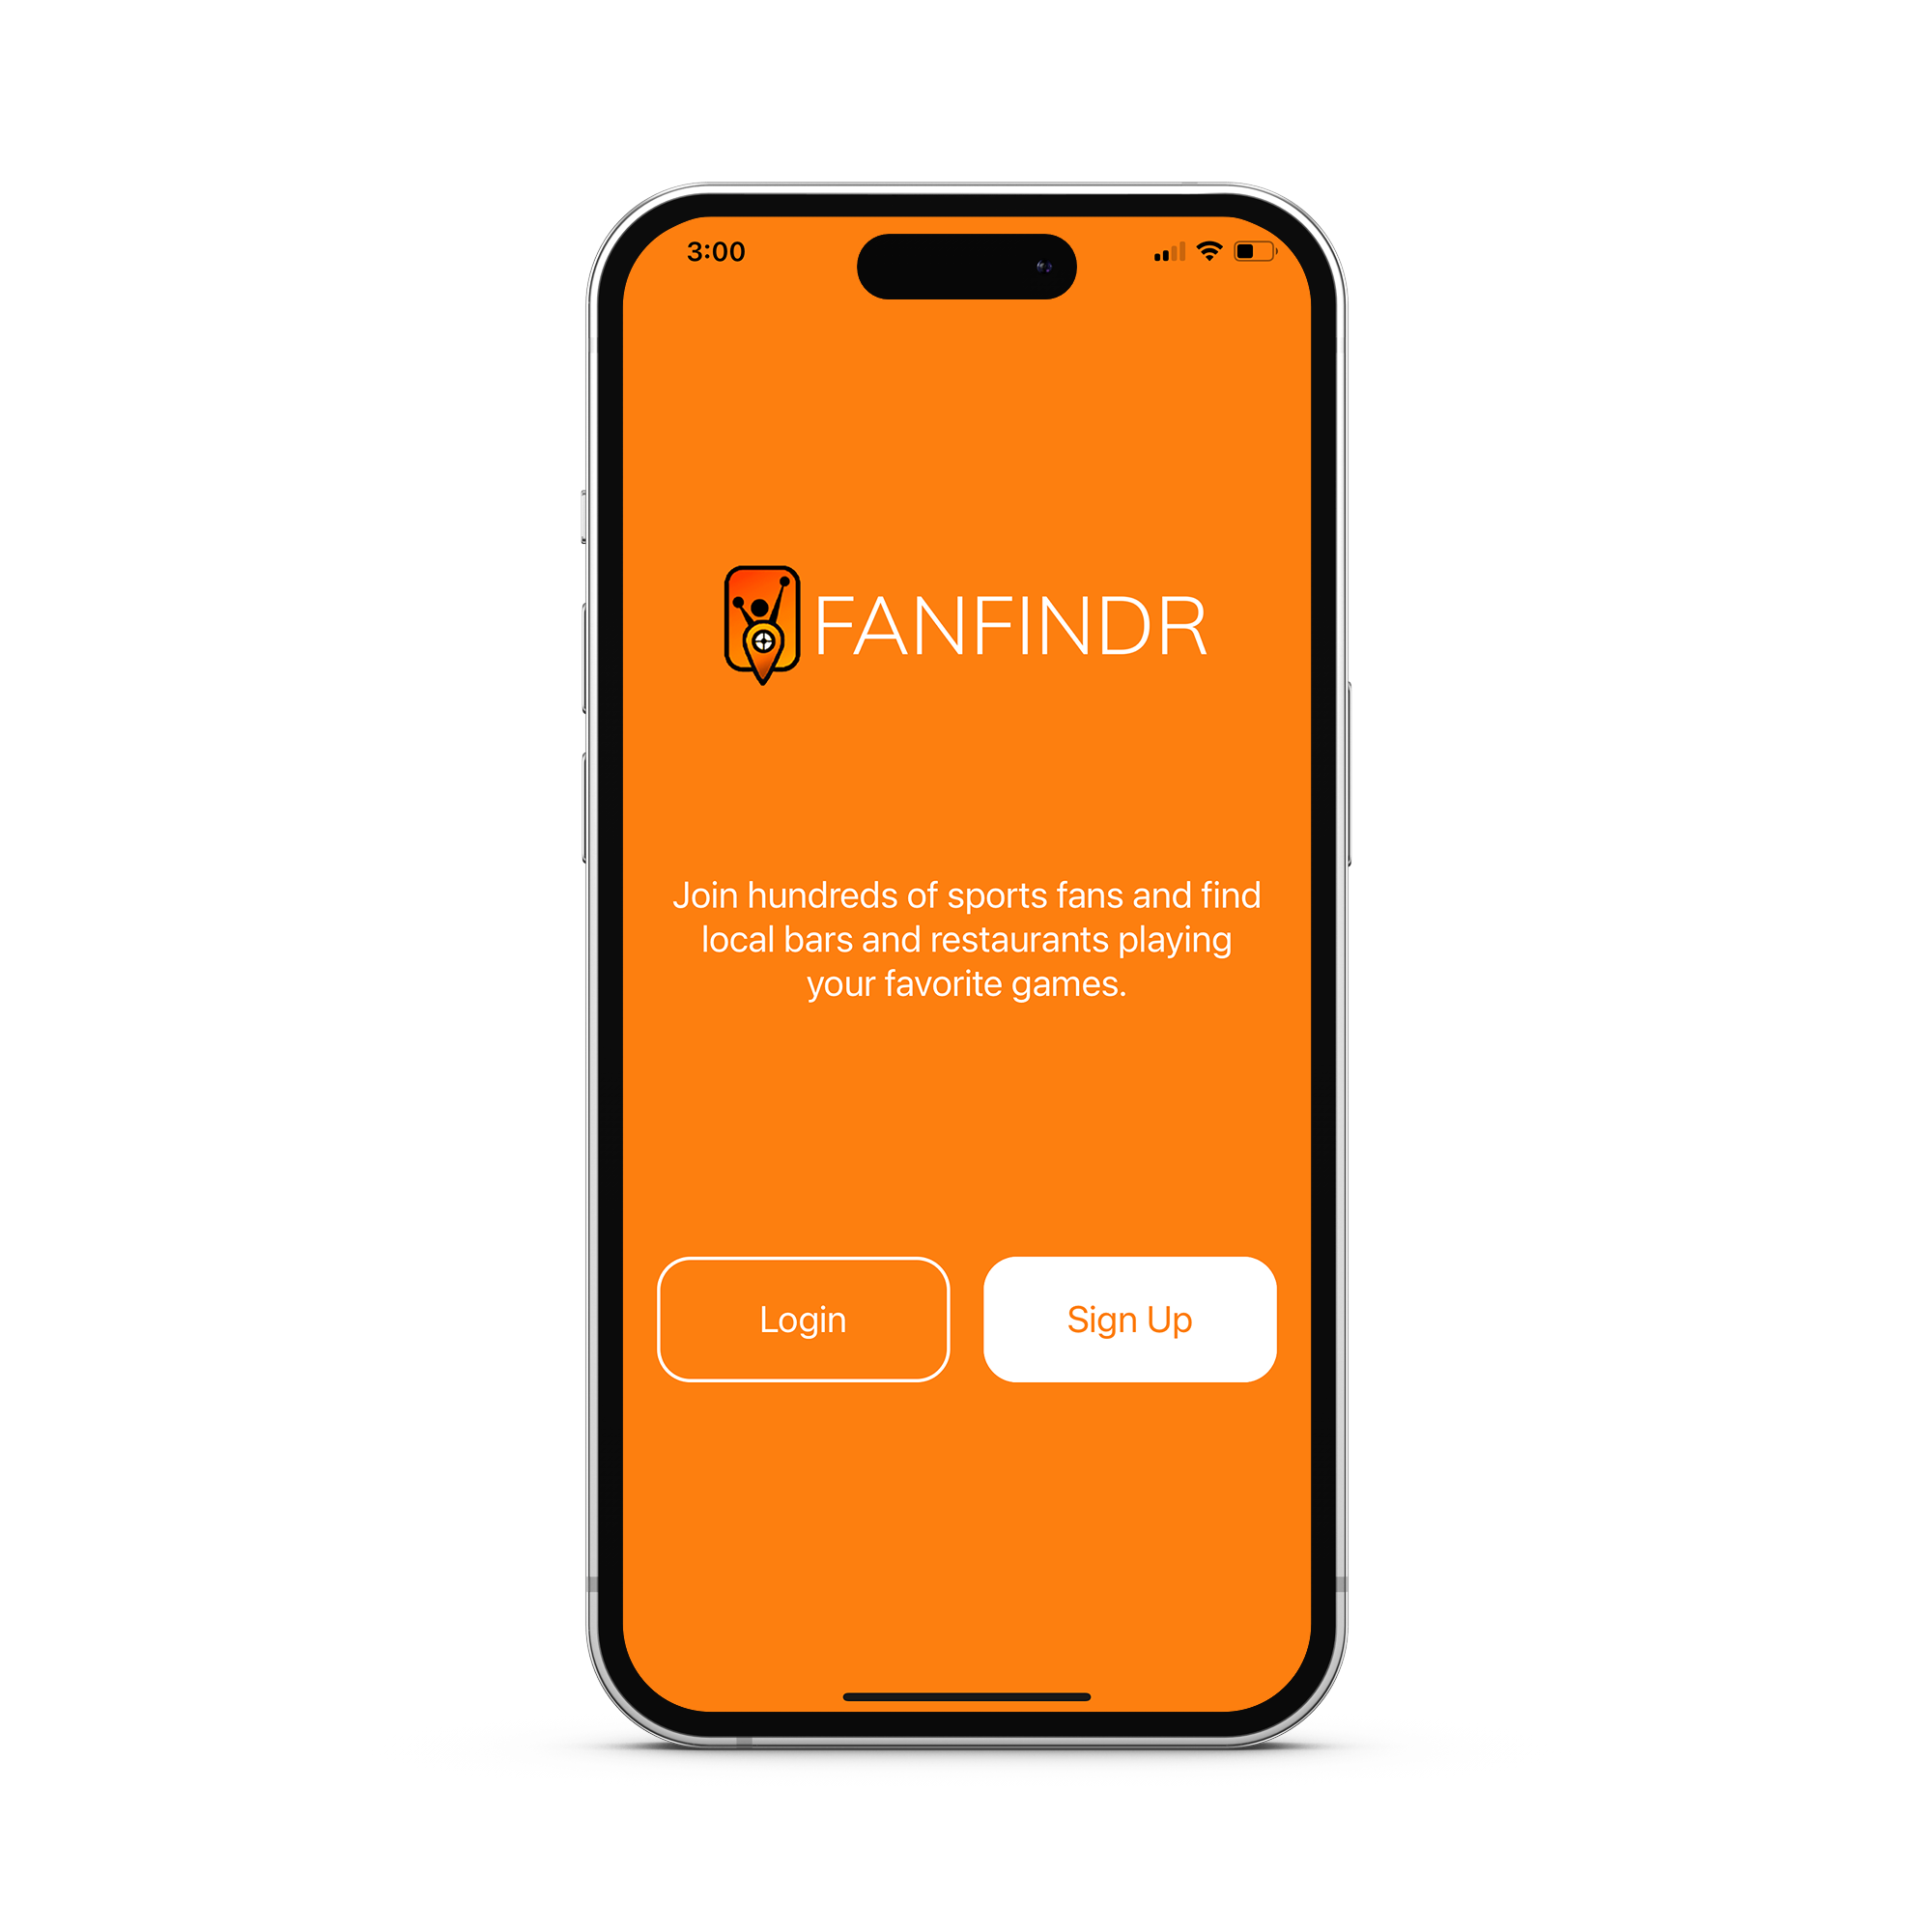 3:00
FANFINDR
Join hundreds of sports fans and find
local bars and restaurants playing
your favorite games.
Login
Sign Up